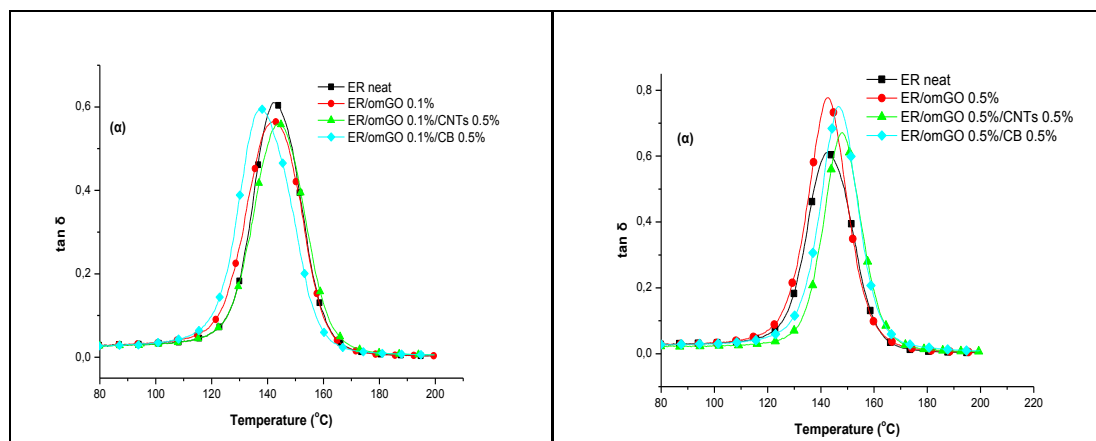 ER neat
ER/omGO 0.1%
ER/omGO 0.1%/CNTs 0.5%
ER/omGO 0.1%/CB 0.5%
(α)
tan δ
0,6
0,4
0,2
0,0
80 100 120 140 160 180 200
Temperature (°C)
ER neat
ER/omGO 0.5%
ER/omGO 0.5%/CNTs 0.5%
ER/omGO 0.5%/CB 0.5%
(α)
tan δ
0,8
0,6
0,4
0,2
0,0
80 100 120 140 160 180 200 220
Temperature (°C)